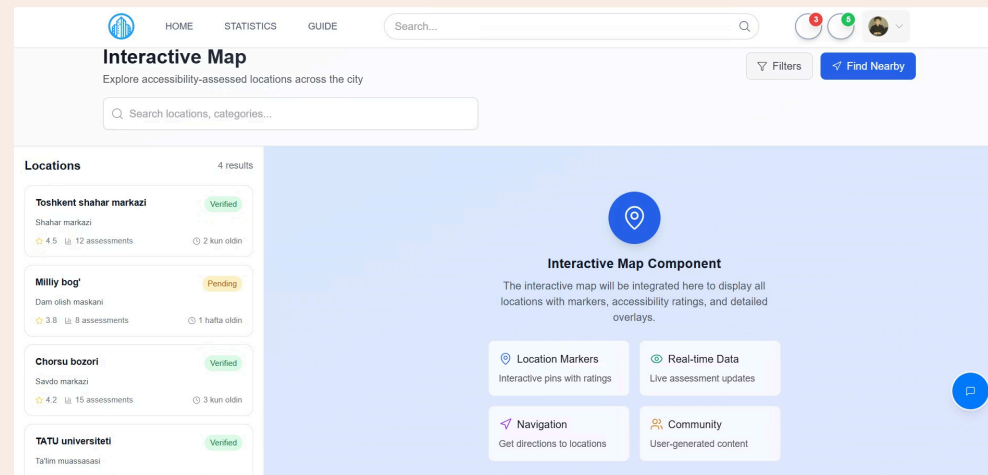 HOME STATISTICS GUIDE Search... 3 5
Interactive Map
Explore accessibility-assessed locations across the city
Filters Find Nearby
Search locations, categories...
Locations 4 results
Toshkent shahar markazi Verified
Shahar markazi
4.5 12 assessments 2 kun oldin
Milliy bog' Pending
Dam olish maskani
3.8 8 assessments 1 hafta oldin
Chorsu bozori Verified
Savdo markazi
4.2 15 assessments 3 kun oldin
TATU universiteti Verified
Ta'lim muassasasi
Interactive Map Component
The interactive map will be integrated here to display all
locations with markers, accessibility ratings, and detailed
overlays.
Location Markers
Interactive pins with ratings
Real-time Data
Live assessment updates
Navigation
Get directions to locations
Community
User-generated content